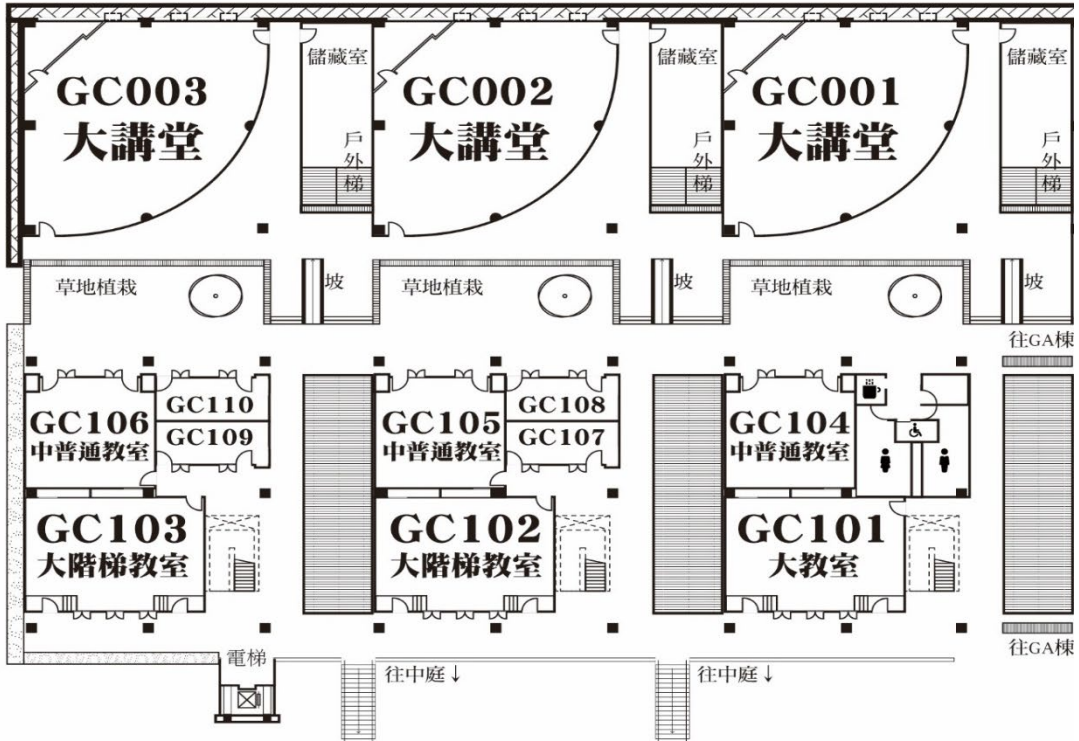 儲藏室
儲藏室
儲藏室
GC003
大講堂
GC002
大講堂
GC001
大講堂
戶外梯
戶外梯
戶外梯
草地植栽
坡
草地植栽
坡
草地植栽
坡
往GA棟
GC106
中普通教室
GC110
GC109
GC105
中普通教室
GC108
GC107
GC104
中普通教室
GC103
大階梯教室
GC102
大階梯教室
GC101
大教室
電梯
往中庭↓
往中庭↓
往GA棟